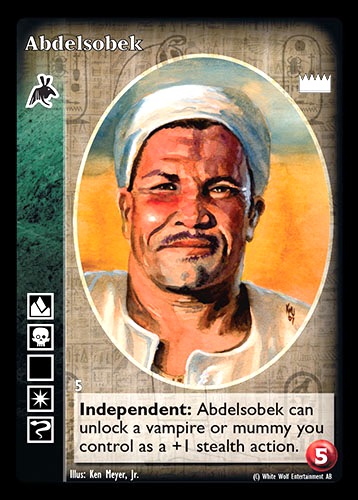 Abdelsobek
5
Independent: Abdelsobek can
unlock a vampire or mummy you
control as a +1 stealth action.
5
Illus: Ken Meyer, Jr.
(C) White Wolf Entertainment AB